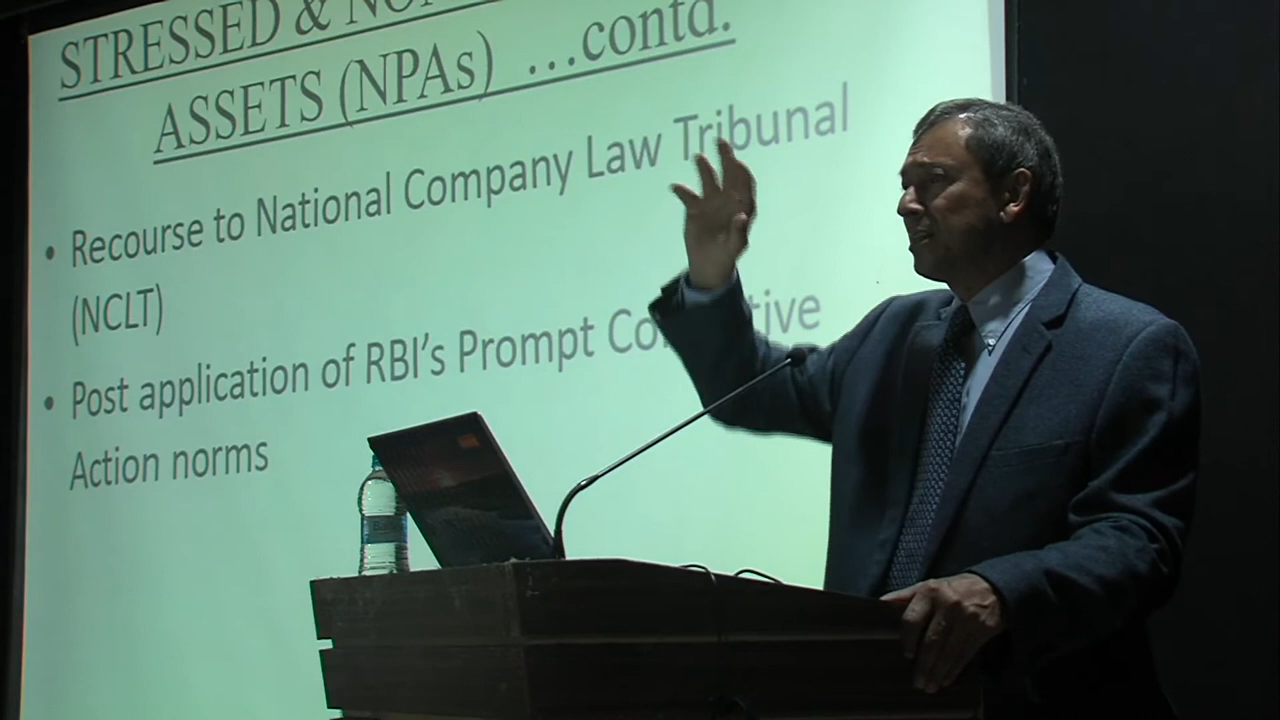 STRESSED &
ASSETS (NPAs) ...contd.
• Recourse to National Company Law Tribunal
(NCLT)
• Post application of RBI's Prompt
Action norms